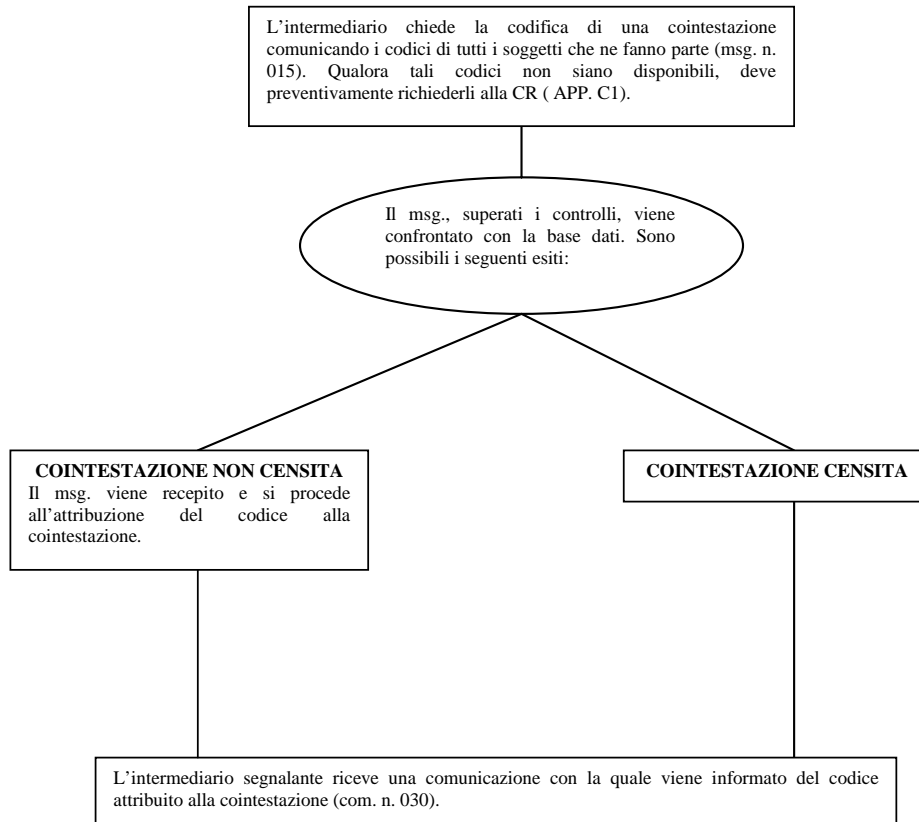 L'intermediario chiede la codifica di una cointestazione
comunicando i codici di tutti i soggetti che ne fanno parte (msg. n.
015). Qualora tali codici non siano disponibili, deve
preventivamente richiederli alla CR ( APP. C1).
Il msg., superati i controlli, viene
confrontato con la base dati. Sono
possibili i seguenti esiti:
COINTESTAZIONE NON CENSITA
Il msg. viene recepito e si procede
all'attribuzione del codice alla
cointestazione.
COINTESTAZIONE CENSITA
L'intermediario segnalante riceve una comunicazione con la quale viene informato del codice
attribuito alla cointestazione (com. n. 030).